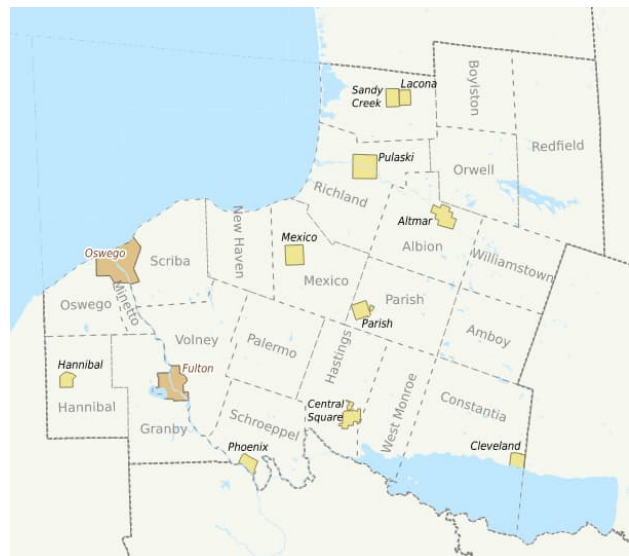 Sandy
Creek
Lacona
Boylston
Redfield
Pulaski
Orwell
Richland
Altmar
Albion
Williamstown
New Haven
Mexico
Mexico
Oswego
Scriba
Oswego
Minetto
Volney
Palermo
Hastings
Parish
Parish
Amboy
Hannibal
Hannibal
Fulton
Granby
Schroeppel
Phoenix
Central
Square
West Monroe
Constantia
Cleveland